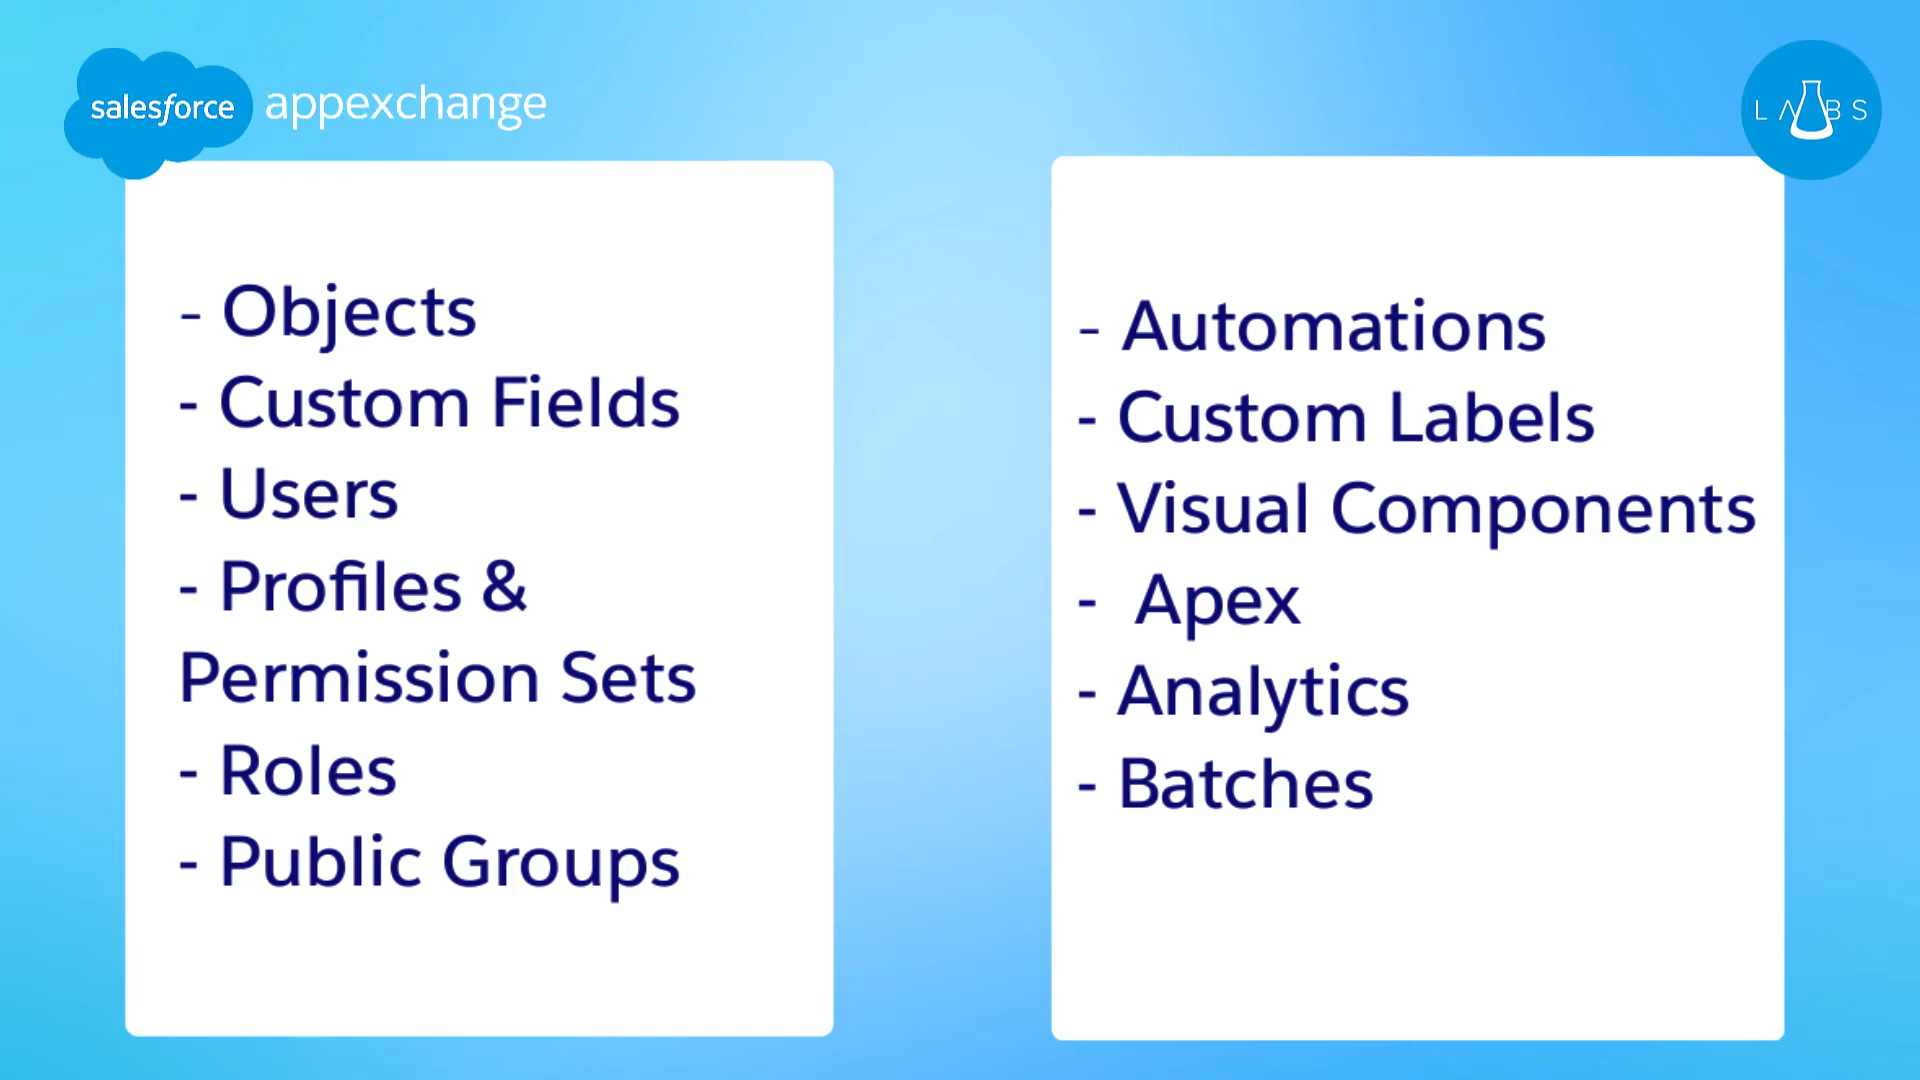 salesforce appexchange
LABS
- Objects
- Custom Fields
- Users
- Profiles &
Permission Sets
- Roles
- Public Groups
- Automations
- Custom Labels
- Visual Components
-  Apex
- Analytics
- Batches